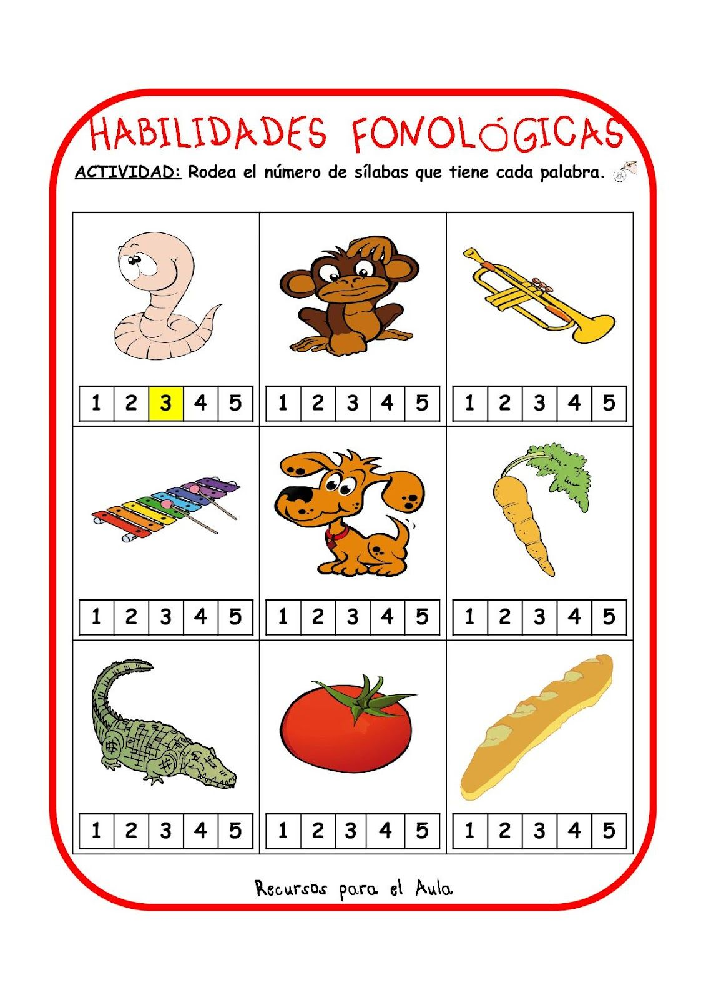 HABILIDADES FONOLÓGICAS
ACTIVIDAD: Rodea el número de sílabas que tiene cada palabra.
1 2 3 4 5
1 2 3 4 5
1 2 3 4 5
1 2 3 4 5
1 2 3 4 5
1 2 3 4 5
1 2 3 4 5
1 2 3 4 5
1 2 3 4 5
Recursos para el Aula